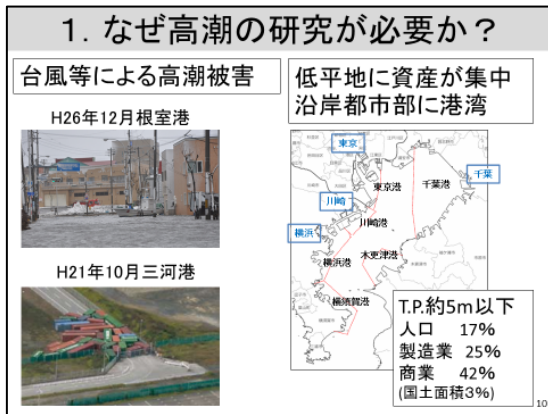 1．なぜ高潮の研究が必要か？
台風等による高潮被害
H26年12月根室港
H21年10月三河港
低平地に資産が集中
沿岸都市部に港湾
東京
東京港
千葉港
千葉
川崎
川崎港
横浜
木更津港
横浜港
横須賀港
T.P.約5m以下
人口 17%
製造業 25%
商業 42%
(国土面積3%)
10